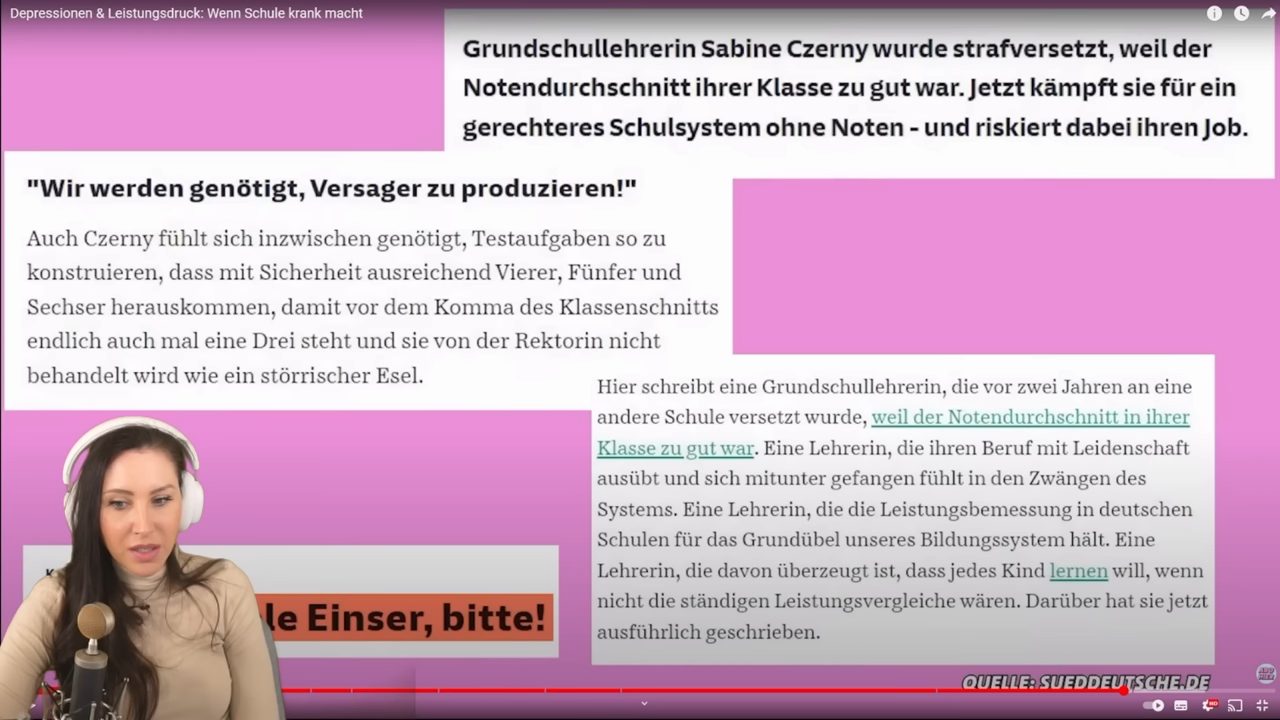 Depressionen & Leistungsdruck: Wenn Schule krank macht
Grundschullehrerin Sabine Czerny wurde strafversetzt, weil der
Notendurchschnitt ihrer Klasse zu gut war. Jetzt kämpft sie für ein
gerechteres Schulsystem ohne Noten - und riskiert dabei ihren Job.
"Wir werden genötigt, Versager zu produzieren!"
Auch Czerny fühlt sich inzwischen genötigt, Testaufgaben so zu
konstruieren, dass mit Sicherheit ausreichend Vierer, Fünfer und
Sechser herauskommen, damit vor dem Komma des Klassenschnitts
endlich auch mal eine Drei steht und sie von der Rektorin nicht
behandelt wird wie ein störrischer Esel.
Hier schreibt eine Grundschullehrerin, die vor zwei Jahren an eine
andere Schule versetzt wurde, weil der Notendurchschnitt in ihrer
Klasse zu gut war. Eine Lehrerin, die ihren Beruf mit Leidenschaft
ausübt und sich mitunter gefangen fühlt in den Zwängen des
Systems. Eine Lehrerin, die die Leistungsbemessung in deutschen
Schulen für das Grundübel unseres Bildungssystem hält. Eine
Lehrerin, die davon überzeugt ist, dass jedes Kind lernen will, wenn
nicht die ständigen Leistungsvergleiche wären. Darüber hat sie jetzt
ausführlich geschrieben.
le Einser, bitte!
QUELLE: SUEDDEUTSCHE.DE
HD